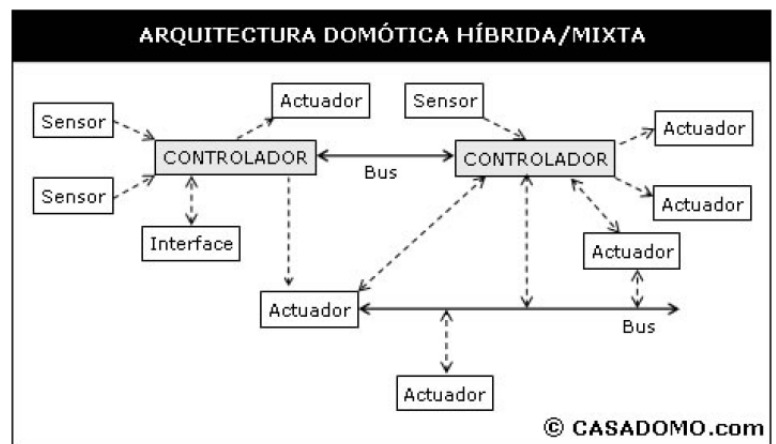 ARQUITECTURA DOMÓTICA HÍBRIDA/MIXTA
Actuador
Sensor
Sensor
Actuador
CONTROLADOR
Bus
CONTROLADOR
Sensor
Actuador
Interface
Actuador
Actuador
Bus
Actuador
© CASADOMO.com